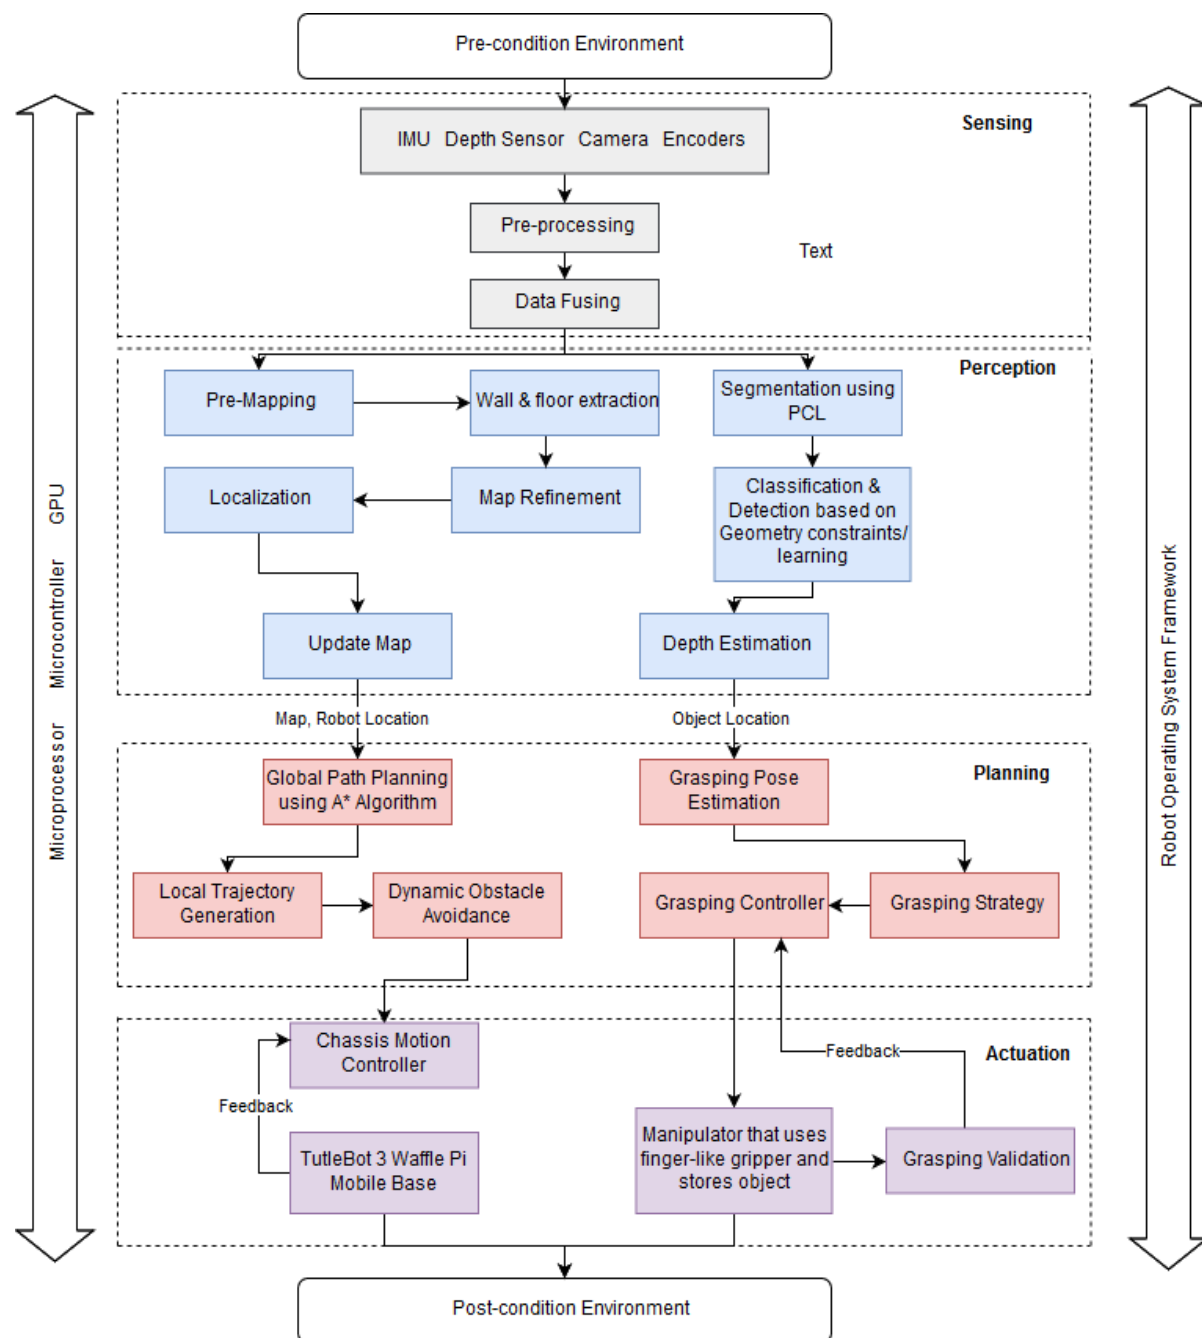 Pre-condition Environment
Sensing
IMU Depth Sensor Camera Encoders
Pre-processing
Text
Data Fusing
Perception
Pre-Mapping
Wall & floor extraction
Segmentation using
PCL
Localization
Map Refinement
Classification &
Detection based on
Geometry constraints/
learning
Update Map
Depth Estimation
Map, Robot Location
Object Location
Planning
Global Path Planning
using A* Algorithm
Grasping Pose
Estimation
Local Trajectory
Generation
Dynamic Obstacle
Avoidance
Grasping Controller
Grasping Strategy
Actuation
Chassis Motion
Controller
Feedback
Feedback
TutleBot 3 Waffle Pi
Mobile Base
Manipulator that uses
finger-like gripper and
stores object
Grasping Validation
Post-condition Environment
Microprocessor Microcontroller GPU
Robot Operating System Framework